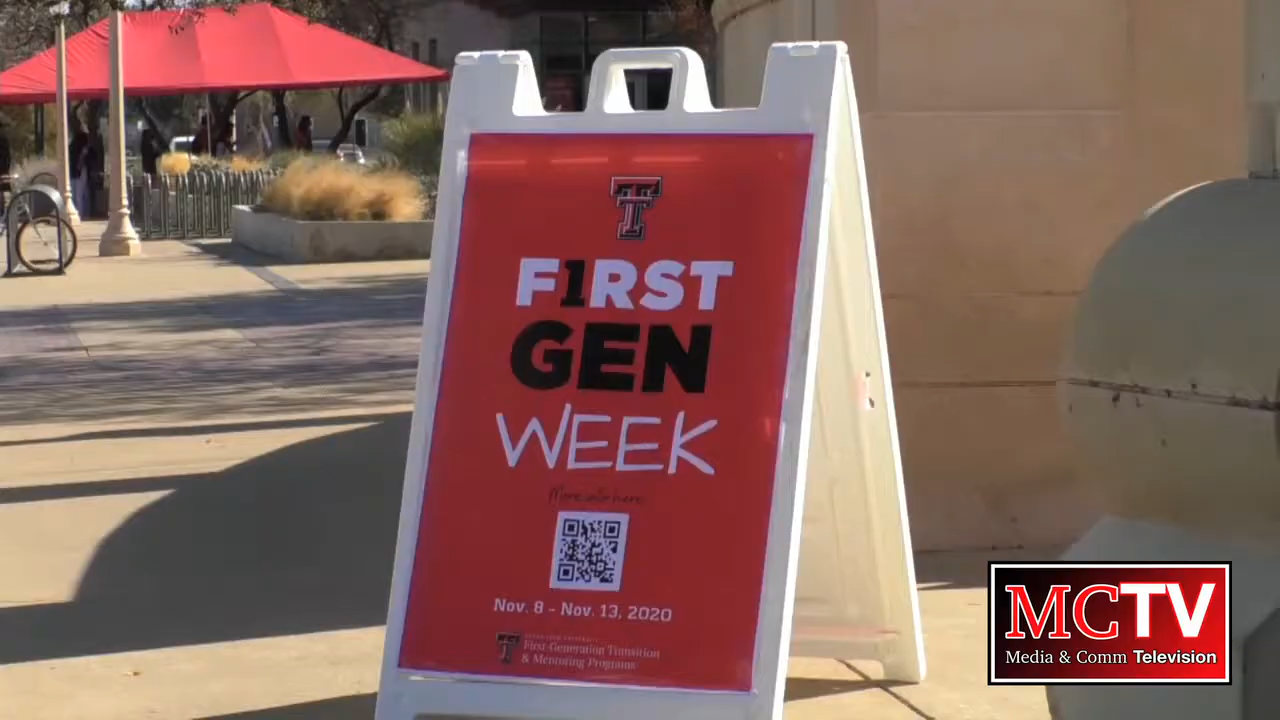 F1RST
GEN
WEEK
More info here:
Nov. 8 - Nov. 13, 2020
First-Generation Transition
& Mentoring Programs
MCTV
Media & Comm Television